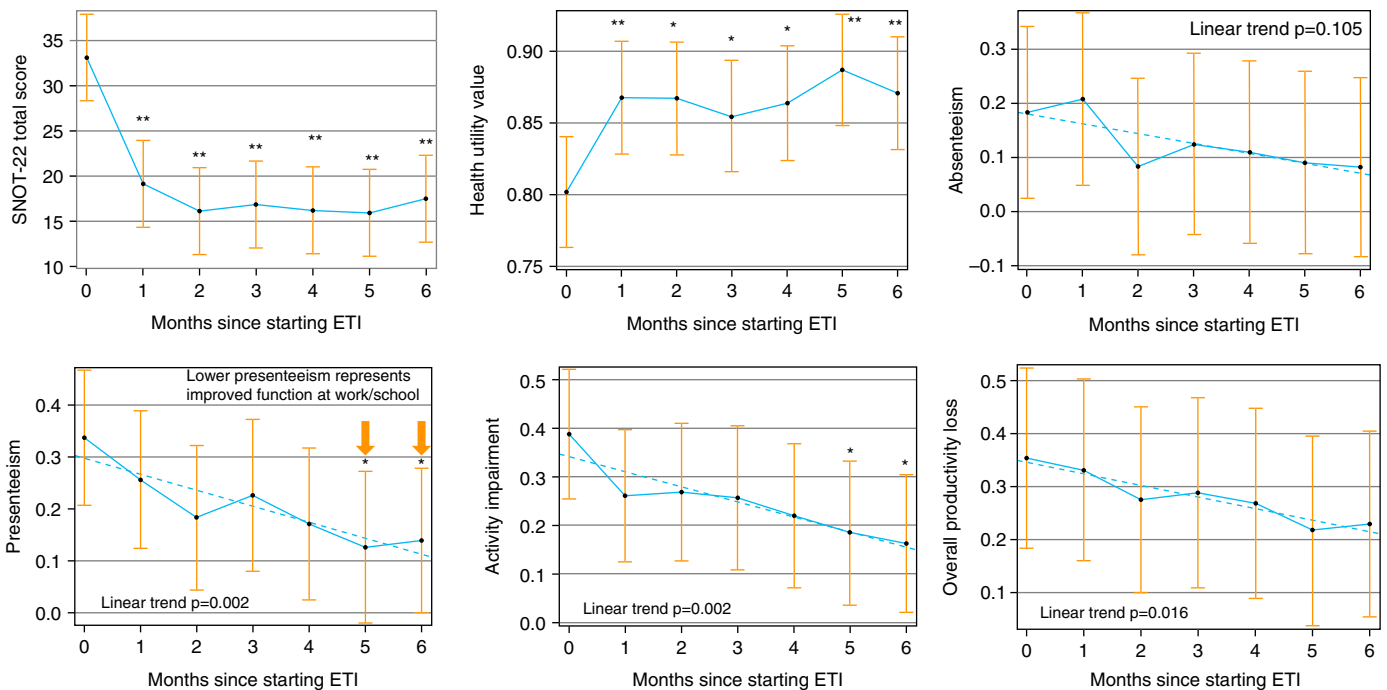 SNOT-22 total score
35
30
25
20
15
10
**
**
**
**
**
**
0 1 2 3 4 5 6
Months since starting ETI
Health utility value
0.90
0.85
0.80
0.75
**
*
*
*
**
**
0 1 2 3 4 5 6
Months since starting ETI
Absenteeism
Linear trend p=0.105
0.3
0.2
0.1
0.0
–0.1
0 1 2 3 4 5 6
Months since starting ETI
Presenteeism
Lower presenteeism represents
improved function at work/school
0.4
0.3
0.2
0.1
0.0
*
*
Linear trend p=0.002
0 1 2 3 4 5 6
Months since starting ETI
Activity impairment
0.5
0.4
0.3
0.2
0.1
0.0
*
*
Linear trend p=0.002
0 1 2 3 4 5 6
Months since starting ETI
Overall productivity loss
0.5
0.4
0.3
0.2
0.1
Linear trend p=0.016
0 1 2 3 4 5 6
Months since starting ETI